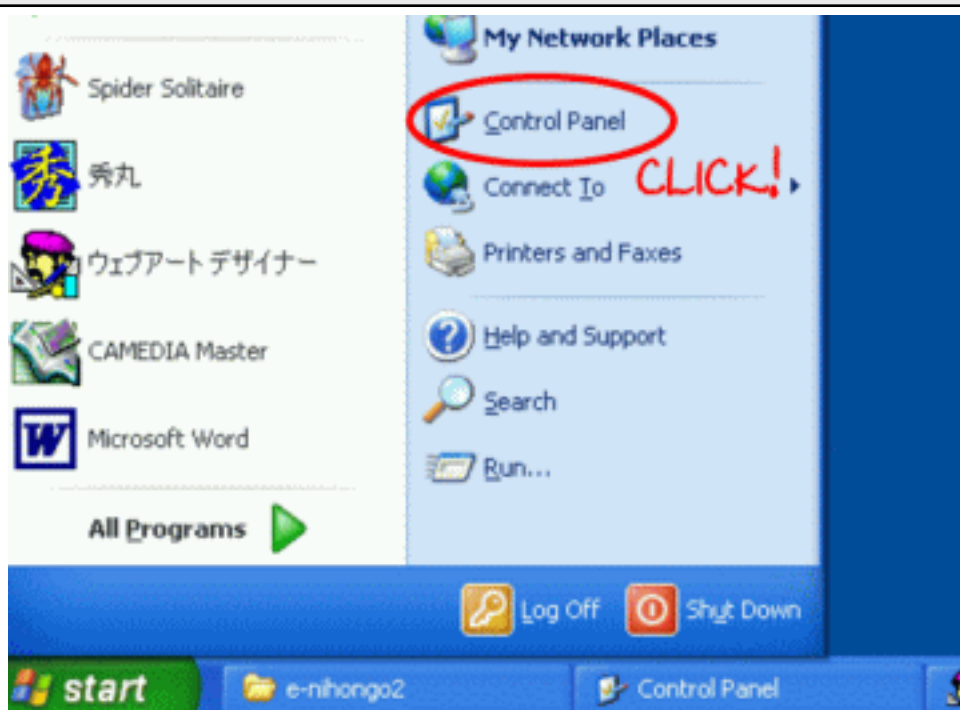 Spider Solitaire
秀丸
ウェブアート デザイナー
CAMEDIA Master
Microsoft Word
All Programs
My Network Places
Control Panel
CLICK!
Connect To
Printers and Faxes
Help and Support
Search
Run...
Log Off
Shut Down
start
e-nihongo2
Control Panel